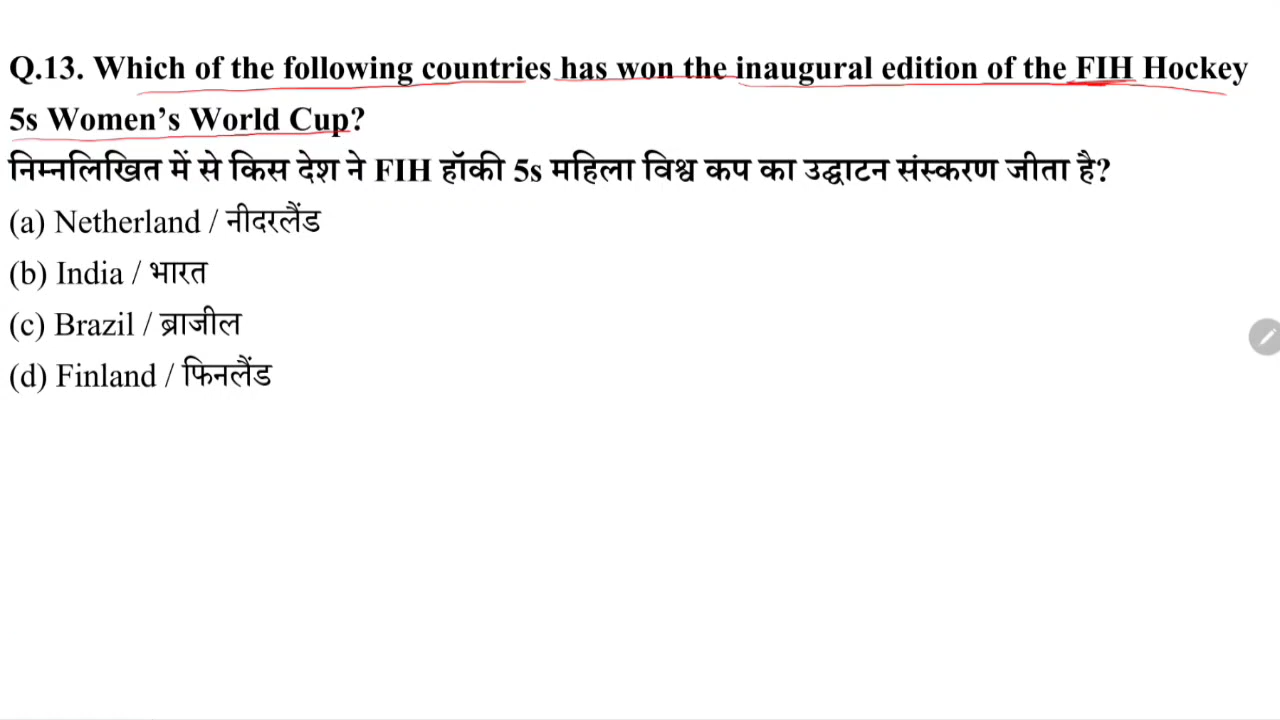 Q.13. Which of the following countries has won the inaugural edition of the FIH Hockey
5s Women’s World Cup?
निम्नलिखित में से किस देश ने FIH हॉकी 5s महिला विश्व कप का उद्घाटन संस्करण जीता है?
(a) Netherland / नीदरलैंड
(b) India / भारत
(c) Brazil / ब्राजील
(d) Finland / फिनलैंड